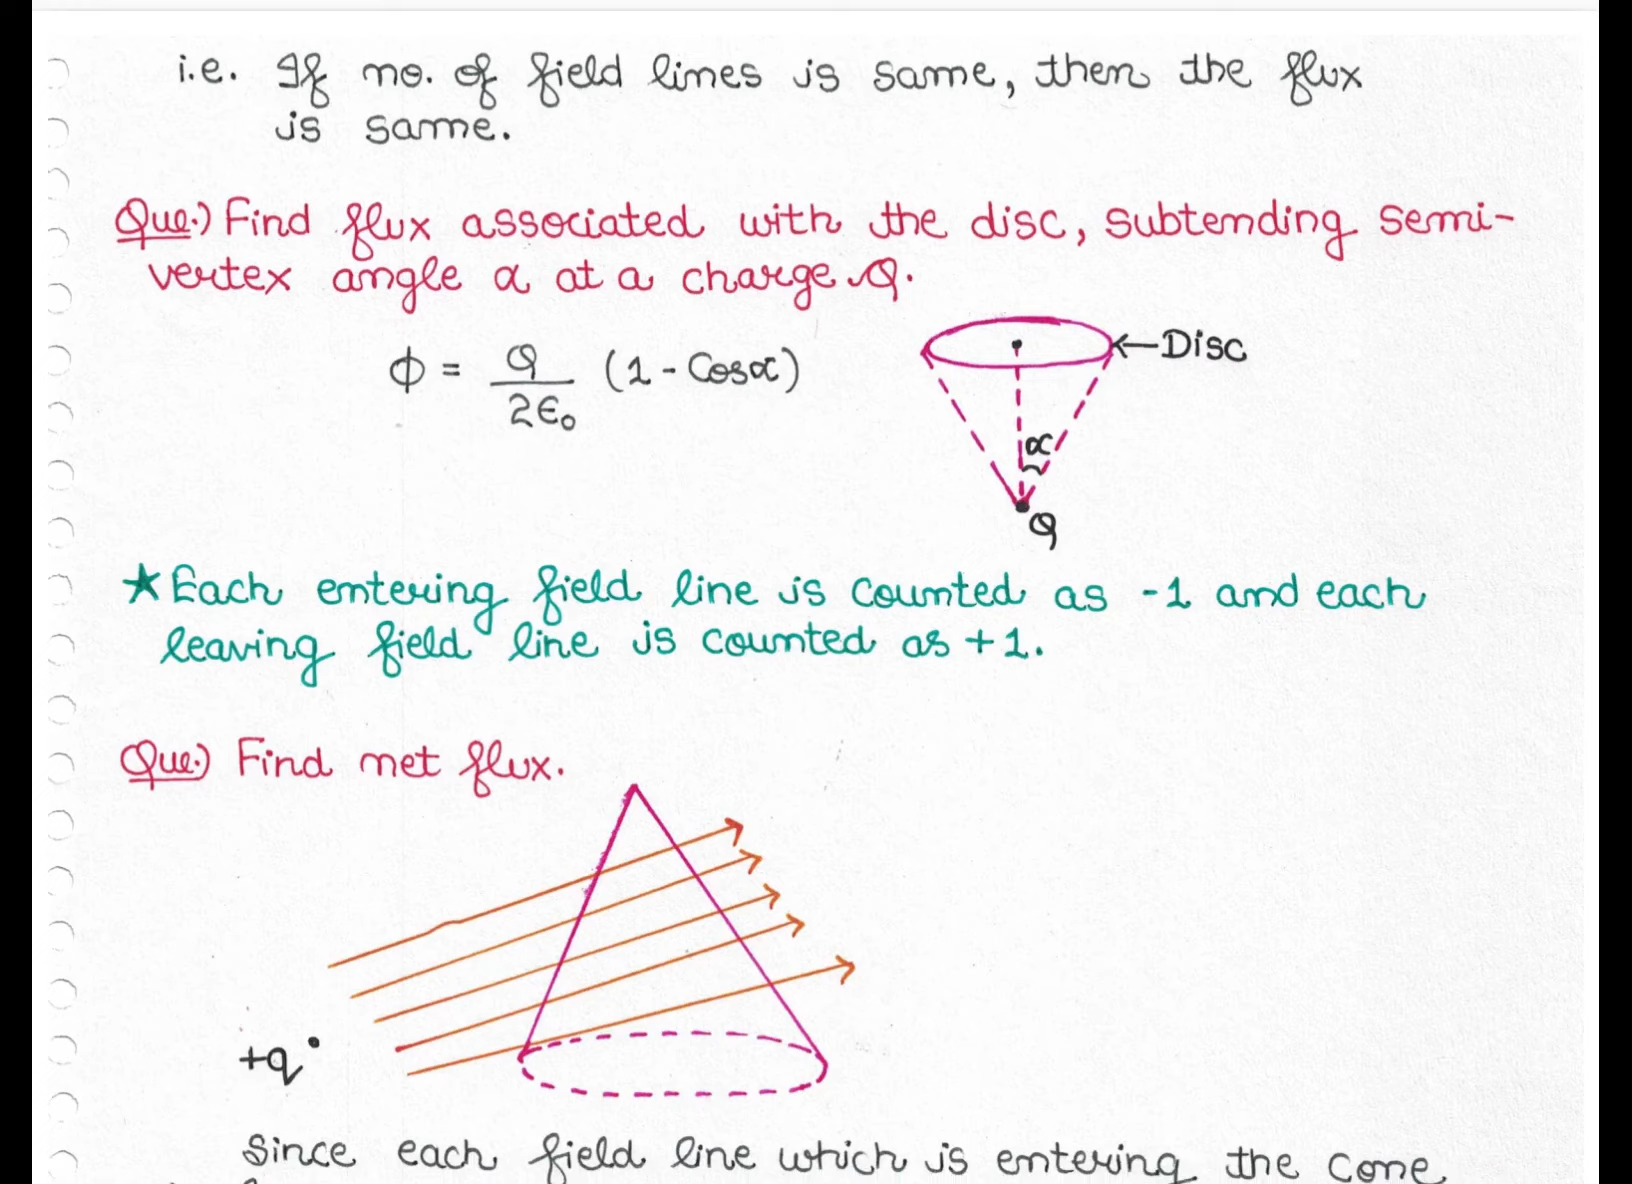 i.e. If no. of field lines is same, then the flux
is same.
Que.) Find flux associated with the disc, subtending semi-
vertex angle α at a charge Q.
ϕ = Q / 2ϵ₀ (1 - Cosα)
←Disc
α
Q
★Each entering field line is counted as -1 and each
leaving field line is counted as +1.
Que.) Find net flux.
+q
Since each field line which is entering the cone